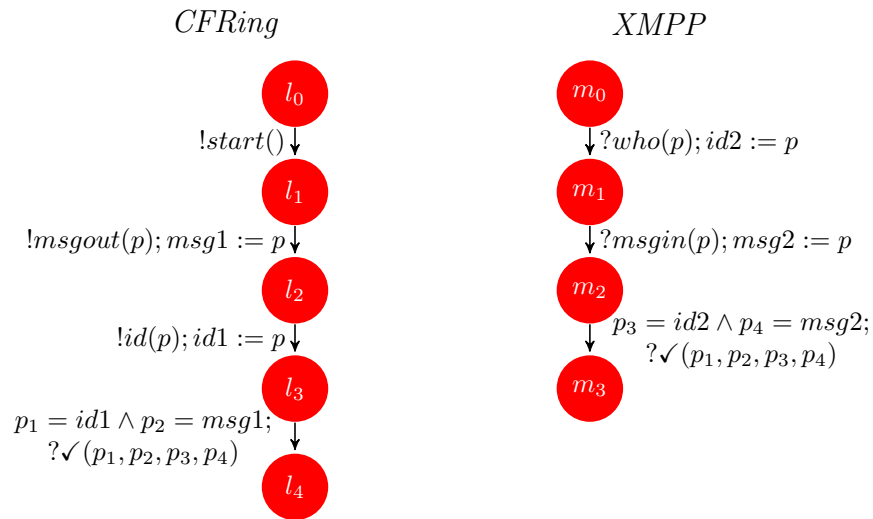 CFRing
l₀
!start()
l₁
!msgout(p); msg1 := p
l₂
!id(p); id1 := p
l₃
p₁ = id1 ∧ p₂ = msg1;
?✓(p₁, p₂, p₃, p₄)
l₄
XMPP
m₀
?who(p); id2 := p
m₁
?msgin(p); msg2 := p
m₂
p₃ = id2 ∧ p₄ = msg2;
?✓(p₁, p₂, p₃, p₄)
m₃